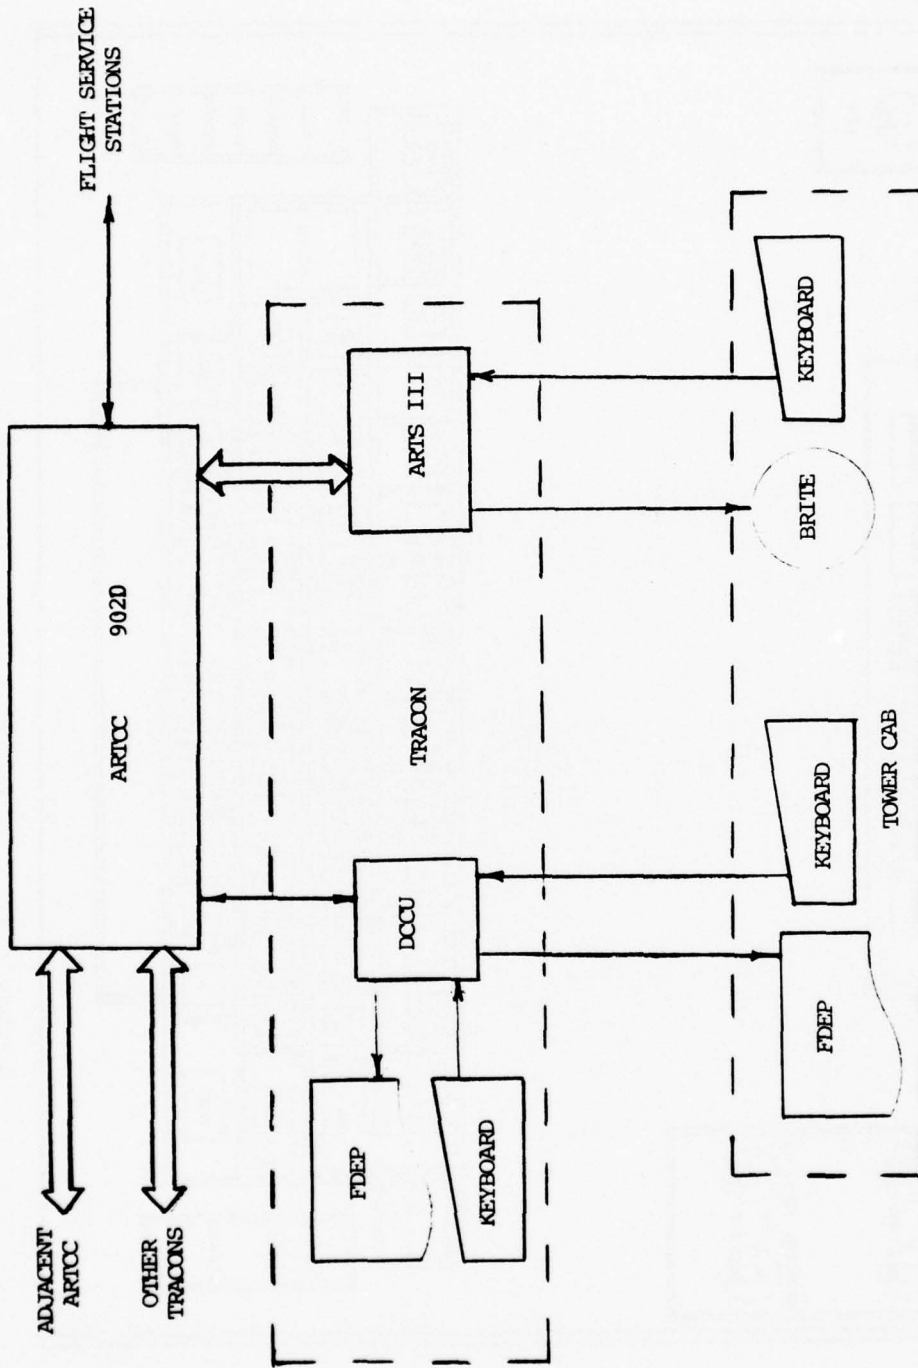 ADJACENT
ARTCC
OTHER
TRACONS
ARTCC 902D
FLIGHT SERVICE
STATIONS
FDEP
KEYBOARD
DCCU
TRACON
ARTS III
FDEP
KEYBOARD
TOWER CAB
BRITE
KEYBOARD